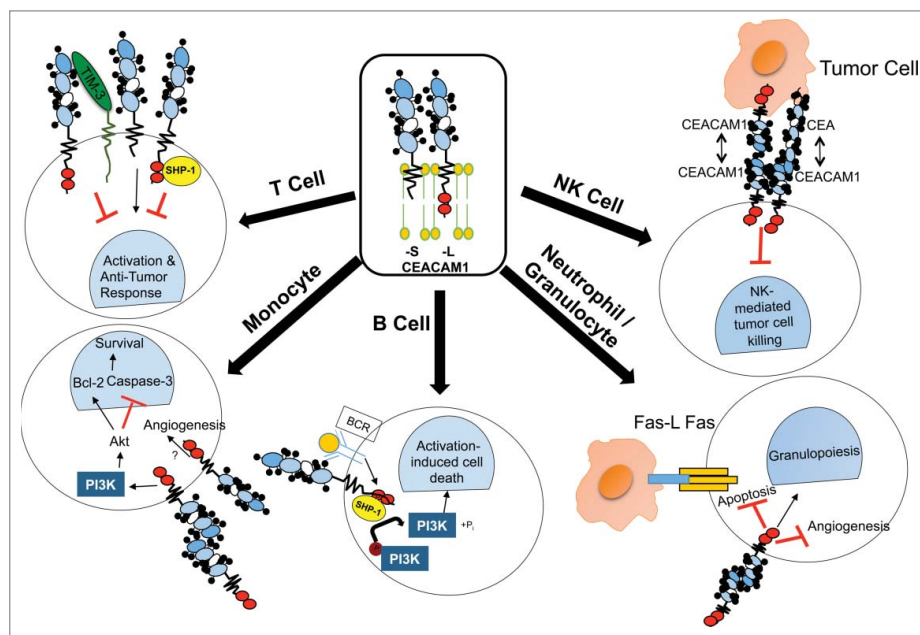 TIM-3
SHP-1
Activation &
Anti-Tumor
Response
T Cell
-S -L
CEACAM1
NK Cell
Tumor Cell
CEACAM1
CEA
CEACAM1
CEACAM1
NK-
mediated
tumor cell
killing
Monocyte
B Cell
Neutrophil /
Granulocyte
Survival
Bcl-2 Caspase-3
Akt
Angiogenesis
?
PI3K
BCR
SHP-1
Activation-
induced cell
death
PI3K
+Pi
PI3K
Fas-L Fas
Granulopoiesis
Apoptosis
Angiogenesis